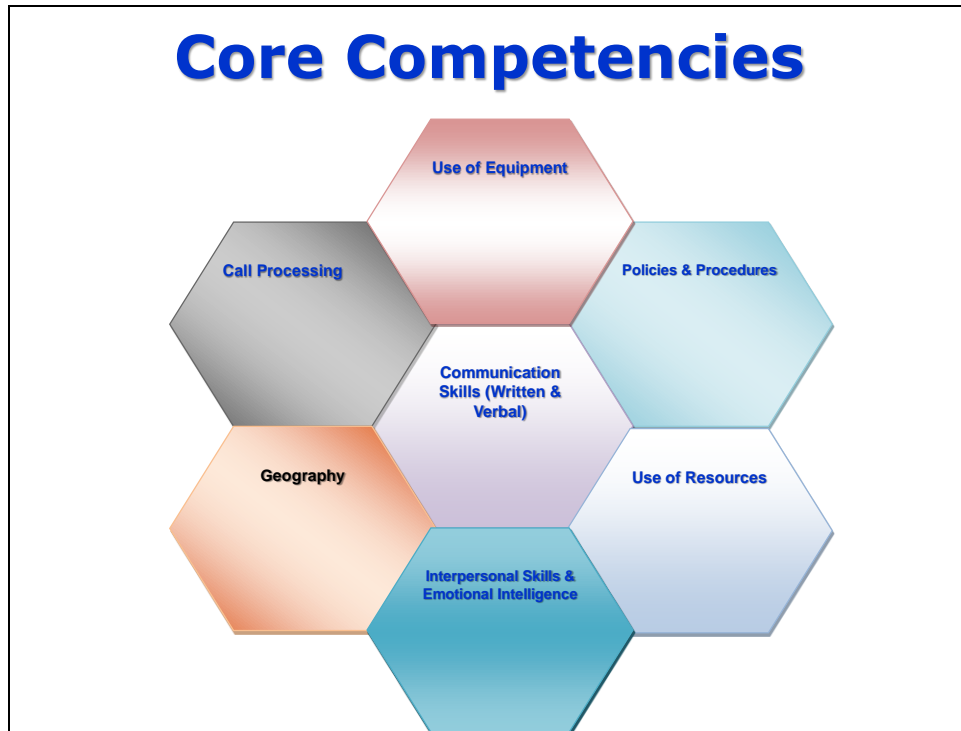 Core Competencies
Use of Equipment
Call Processing
Policies & Procedures
Communication
Skills (Written &
Verbal)
Geography
Use of Resources
Interpersonal Skills &
Emotional Intelligence